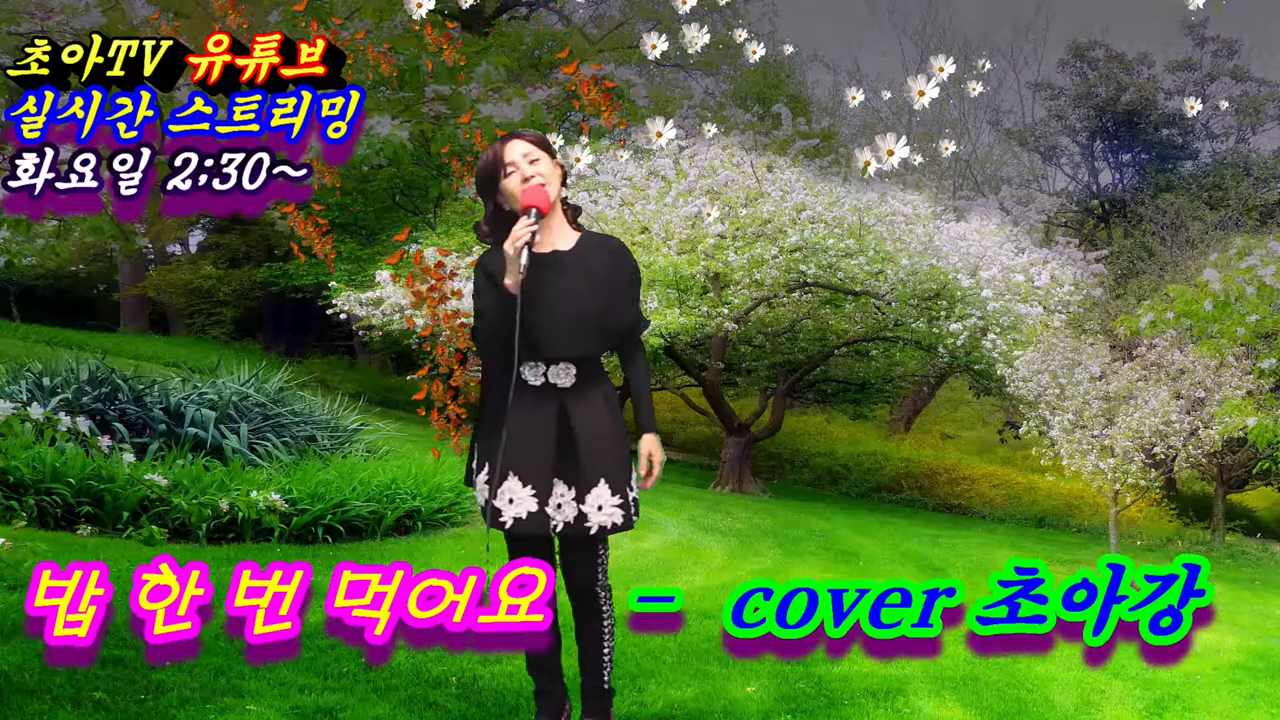 초아TV 유튜브
실시간 스트리밍
화요일 2;30~
밥 한 번 먹어요 - cover 초아강